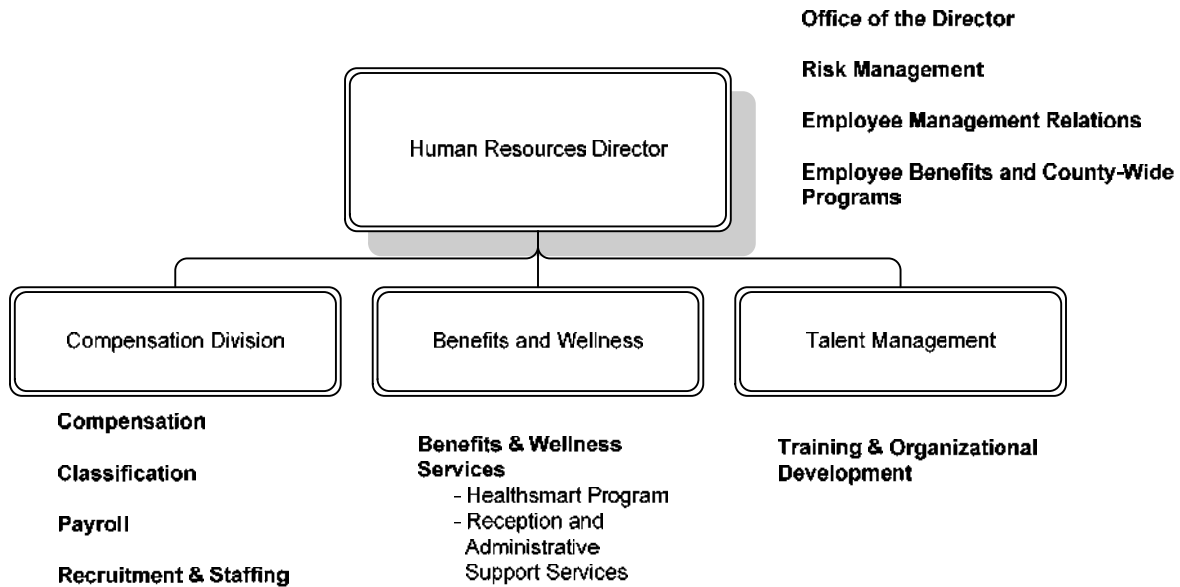 Office of the Director
Risk Management
Employee Management Relations
Employee Benefits and County-Wide
Programs
Human Resources Director
Compensation Division
Benefits and Wellness
Talent Management
Compensation
Classification
Payroll
Recruitment & Staffing
Benefits & Wellness
Services
- Healthsmart Program
- Reception and
Administrative
Support Services
Training & Organizational
Development